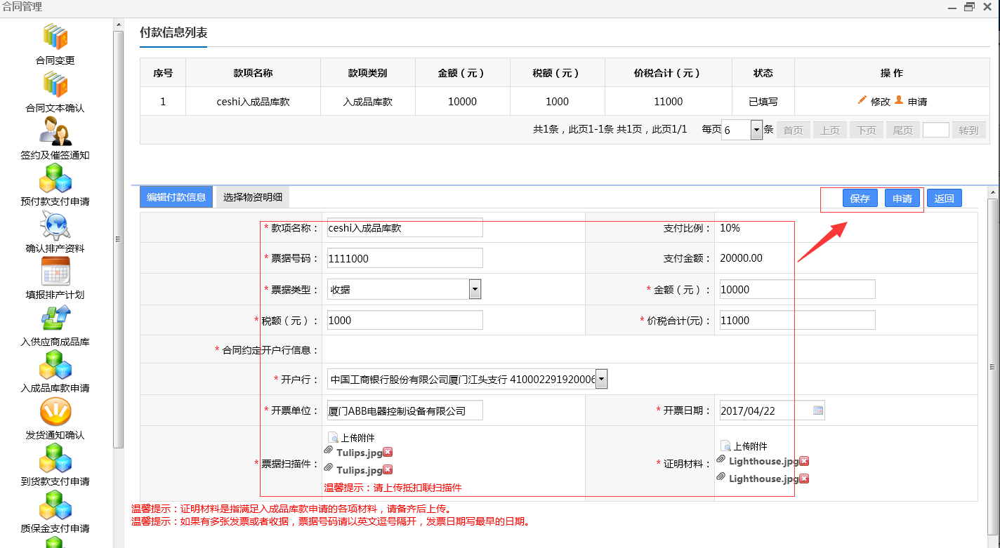 合同管理
合同变更
合同文本确认
签约及催签通知
预付款支付申请
确认排产资料
填报排产计划
入供应商成品库
入成品库款申请
发货通知确认
到货款支付申请
质保金支付申请
付款信息列表
序号 款项名称 款项类别 金额（元） 税额（元） 价税合计（元） 状态 操 作
1 ceshi入成品库款 入成品库款 10000 1000 11000 已填写 修改 申请
共1条，此页1-1条 共1页，此页1/1 每页 6 条 首页 上页 下页 尾页 转到
编辑付款信息 选择物资明细 保存 申请 返回
* 款项名称： ceshi入成品库款 支付比例： 10%
* 票据号码： 1111000 支付金额： 20000.00
* 票据类型： 收据 * 金额（元）： 10000
* 税额（元）： 1000 * 价税合计(元)： 11000
* 合同约定开户行信息：
* 开户行： 中国工商银行股份有限公司厦门江头支行 410002291920006
* 开票单位： 厦门ABB电器控制设备有限公司 * 开票日期： 2017/04/22
* 票据扫描件： 上传附件
Tulips.jpg
Tulips.jpg
温馨提示：请上传抵扣联扫描件
* 证明材料： 上传附件
Lighthouse.jpg
Lighthouse.jpg
温馨提示：证明材料是指满足入成品库款申请的各项材料，请备齐后上传。
温馨提示：如果有多张发票或者收据，票据号码请以英文逗号隔开，发票日期写最早的日期。